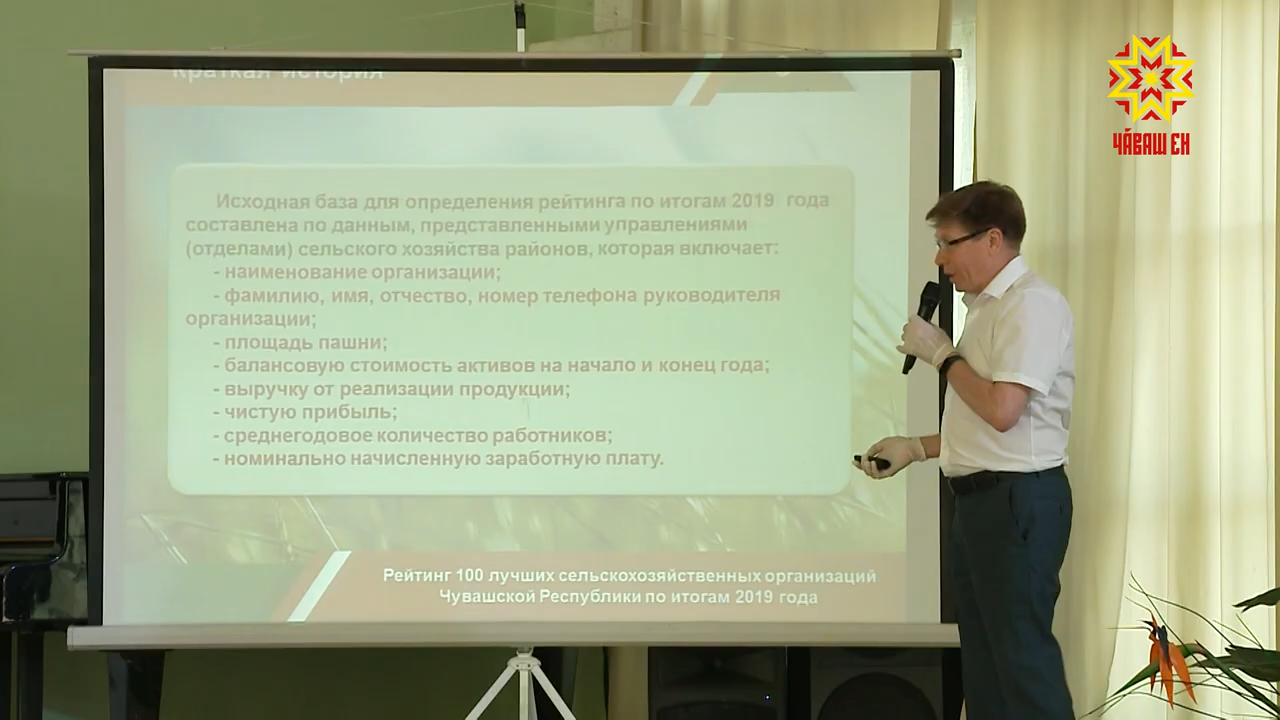 Краткая история
ЧӐВАШ ЕН
Исходная база для определения рейтинга по итогам 2019 года
составлена по данным, представленными управлениями
(отделами) сельского хозяйства районов, которая включает:
- наименование организации;
- фамилию, имя, отчество, номер телефона руководителя
организации;
- площадь пашни;
- балансовую стоимость активов на начало и конец года;
- выручку от реализации продукции;
- чистую прибыль;
- среднегодовое количество работников;
- номинально начисленную заработную плату.
Рейтинг 100 лучших сельскохозяйственных организаций
Чувашской Республики по итогам 2019 года